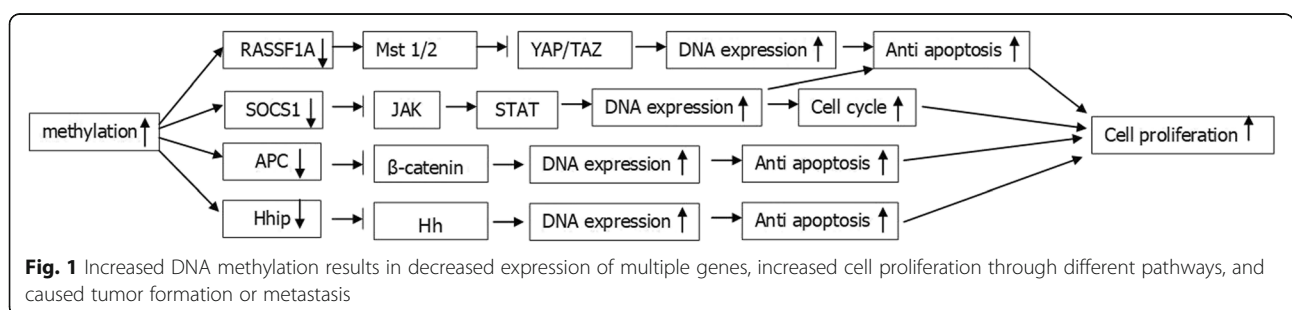 RASSF1A↓ Mst 1/2 YAP/TAZ DNA expression↑ Anti apoptosis↑
SOCS1↓ JAK STAT DNA expression↑ Cell cycle↑
methylation↑
Cell proliferation↑
APC↓ ß-catenin DNA expression↑ Anti apoptosis↑
Hhip↓ Hh DNA expression↑ Anti apoptosis↑
Fig. 1 Increased DNA methylation results in decreased expression of multiple genes, increased cell proliferation through different pathways, and
caused tumor formation or metastasis